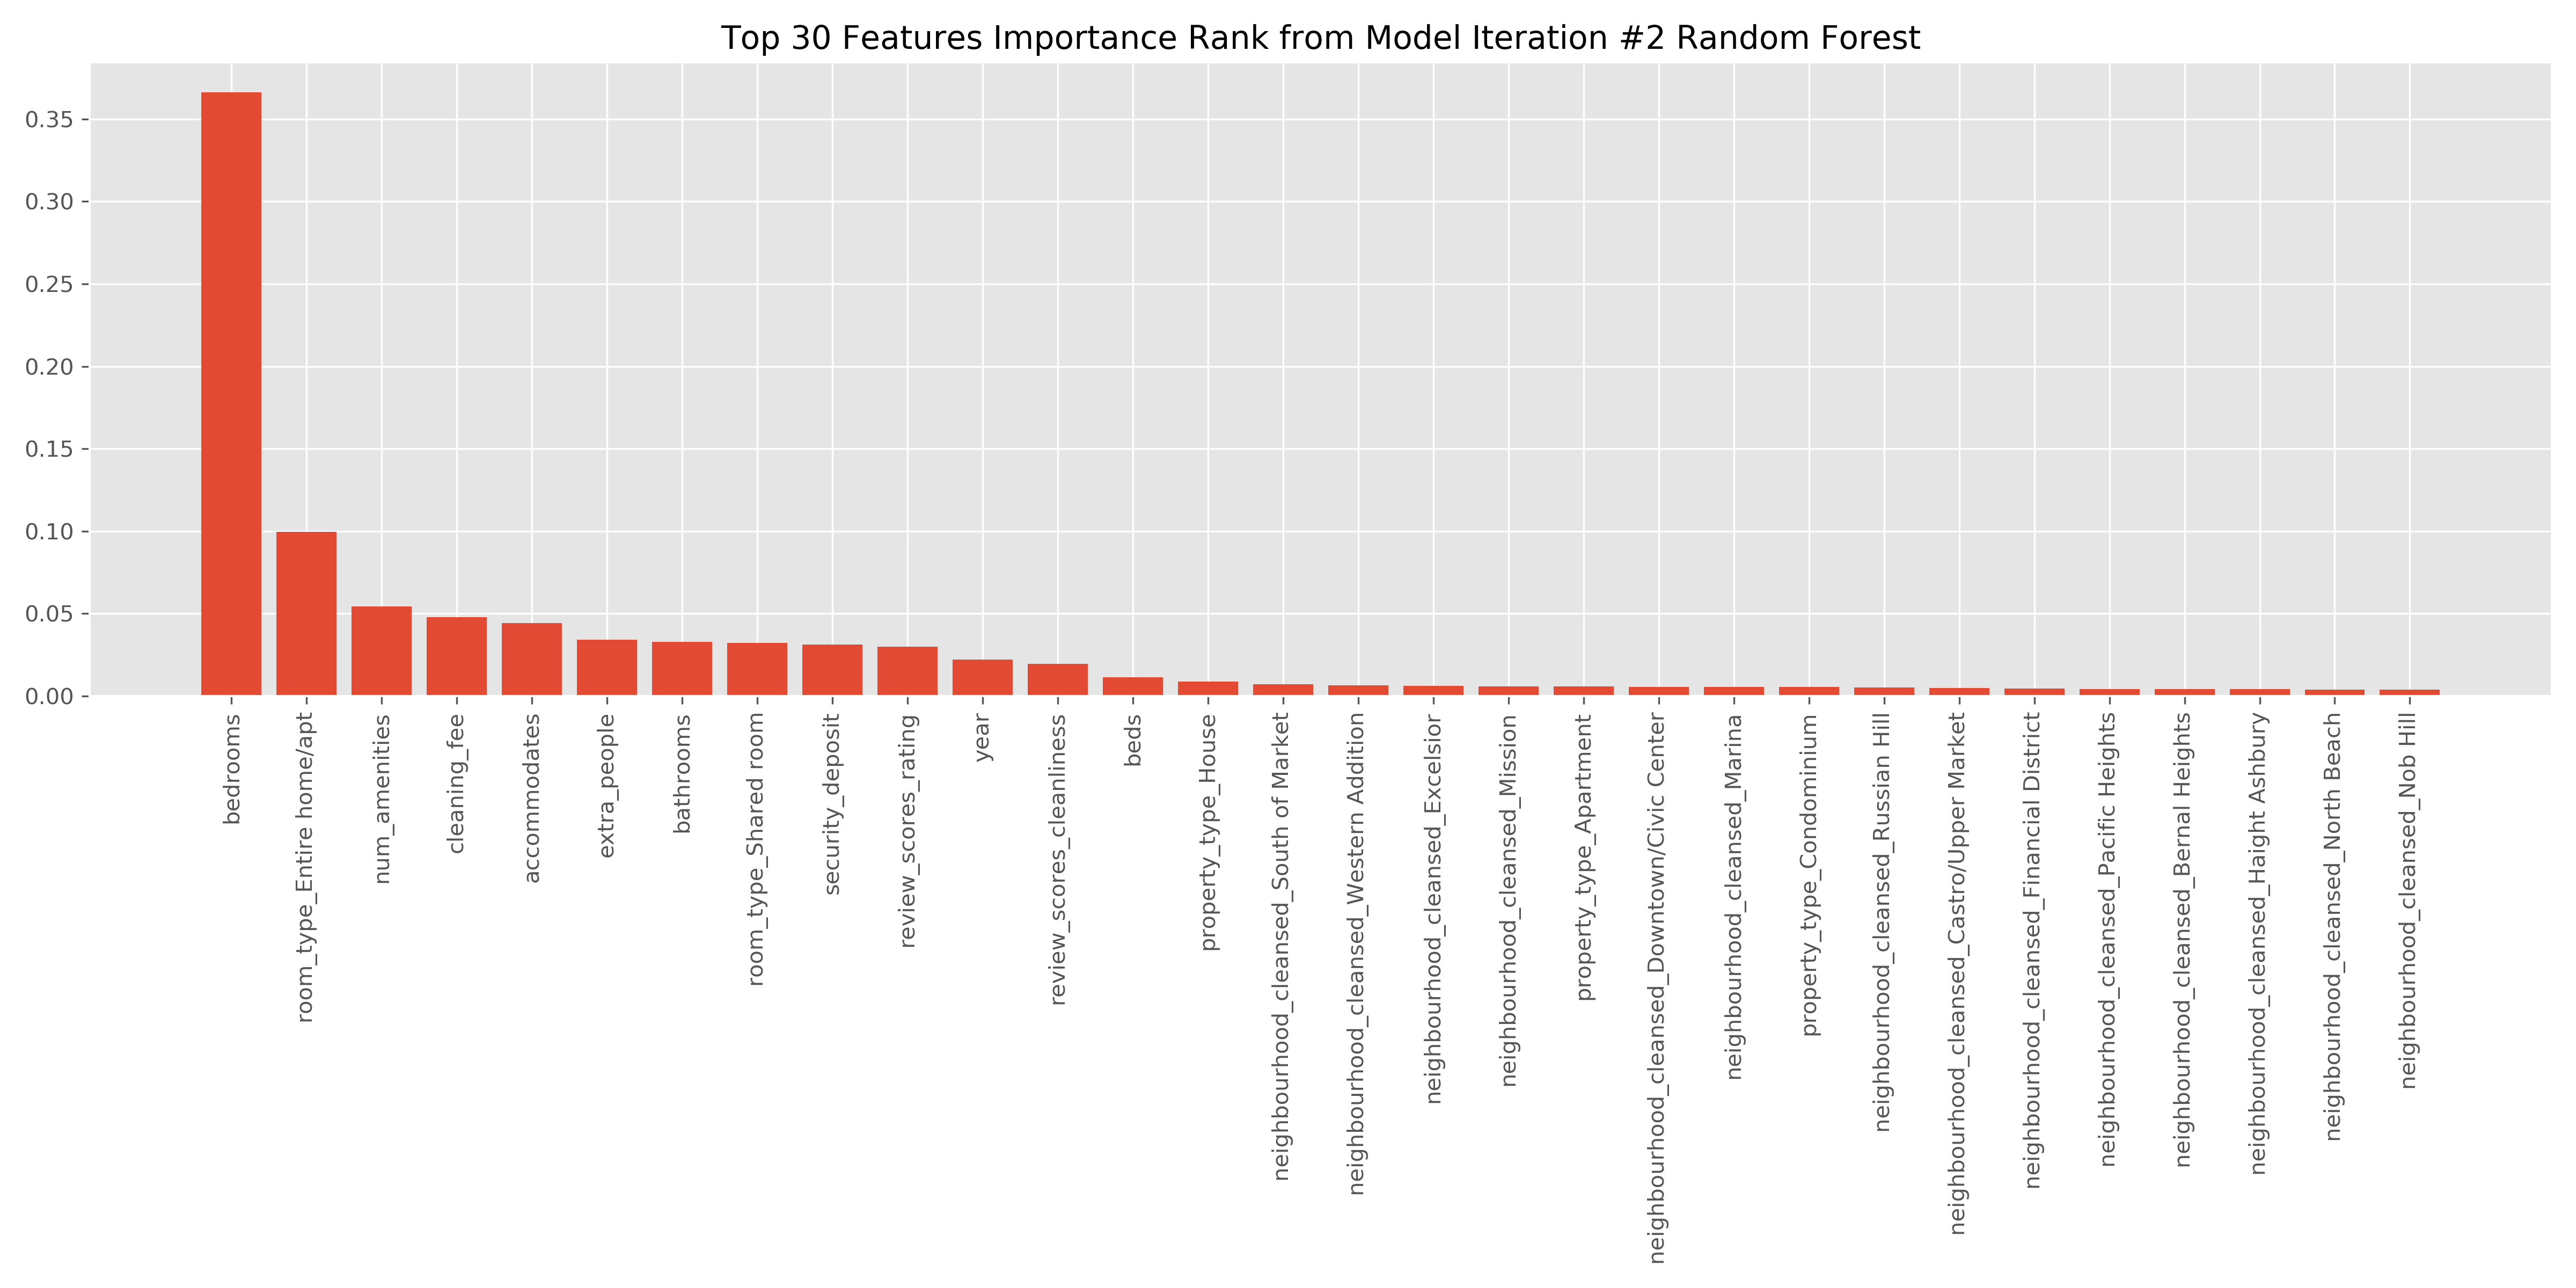 Top 30 Features Importance Rank from Model Iteration #2 Random Forest
0.35
0.30
0.25
0.20
0.15
0.10
0.05
0.00
bedrooms
room_type_Entire home/apt
num_amenities
cleaning_fee
accommodates
extra_people
bathrooms
room_type_Shared room
security_deposit
review_scores_rating
year
review_scores_cleanliness
beds
property_type_House
neighbourhood_cleansed_South of Market
neighbourhood_cleansed_Western Addition
neighbourhood_cleansed_Excelsior
neighbourhood_cleansed_Mission
property_type_Apartment
neighbourhood_cleansed_Downtown/Civic Center
neighbourhood_cleansed_Marina
property_type_Condominium
neighbourhood_cleansed_Russian Hill
neighbourhood_cleansed_Castro/Upper Market
neighbourhood_cleansed_Financial District
neighbourhood_cleansed_Pacific Heights
neighbourhood_cleansed_Bernal Heights
neighbourhood_cleansed_Haight Ashbury
neighbourhood_cleansed_North Beach
neighbourhood_cleansed_Nob Hill